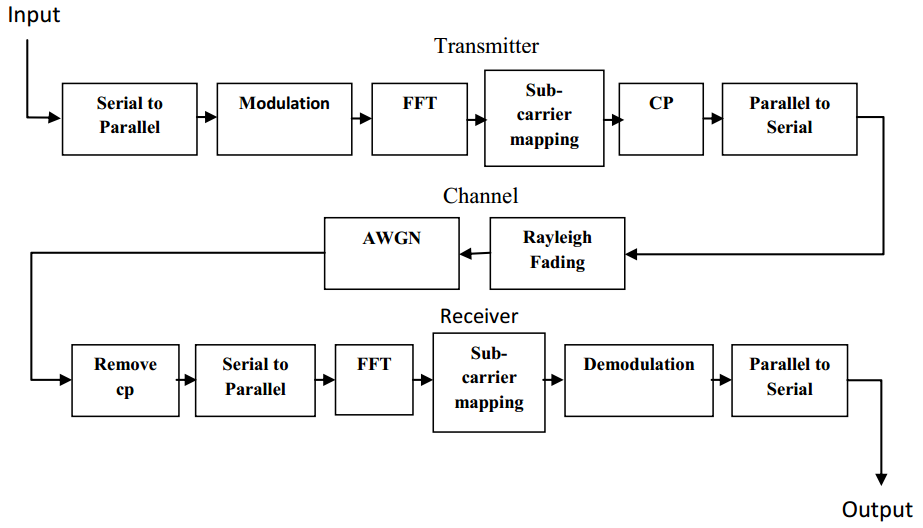 Input
Transmitter
Serial to
Parallel
Modulation
FFT
Sub-
carrier
mapping
CP
Parallel to
Serial
Channel
AWGN
Rayleigh
Fading
Receiver
Remove
cp
Serial to
Parallel
FFT
Sub-
carrier
mapping
Demodulation
Parallel to
Serial
Output